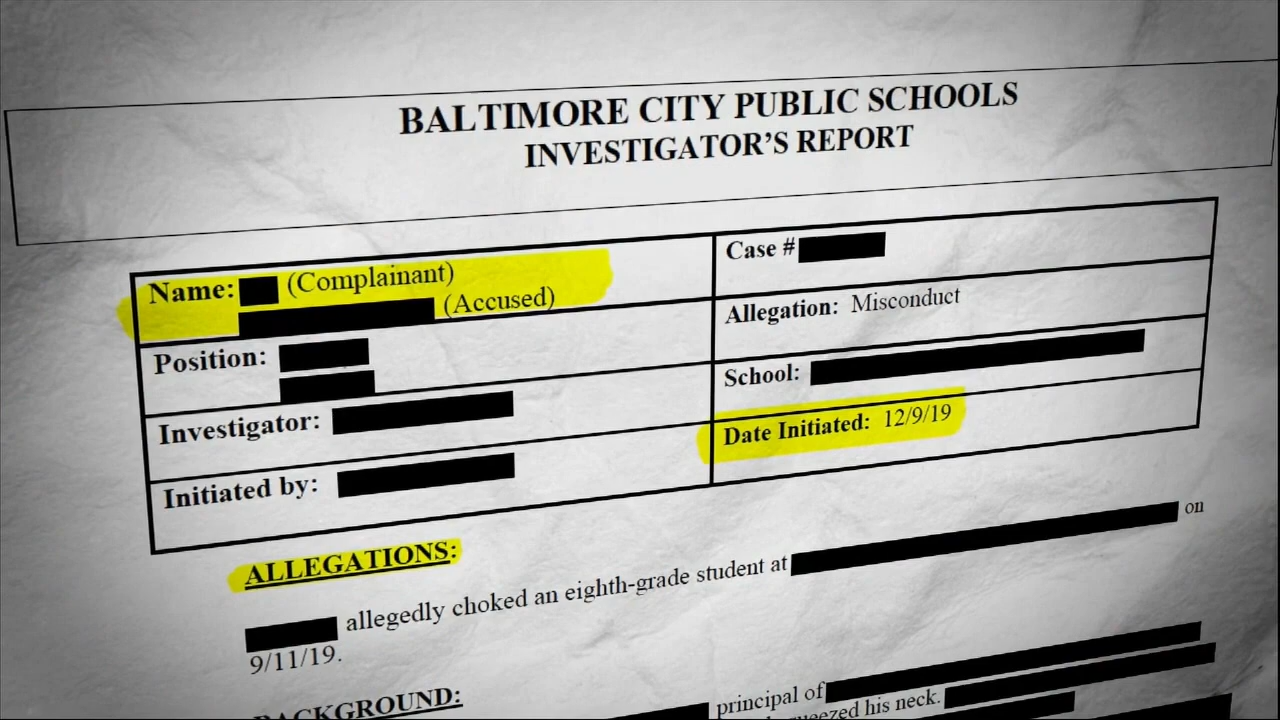 BALTIMORE CITY PUBLIC SCHOOLS
INVESTIGATOR'S REPORT
Name: (Complainant)
(Accused)
Position:
Investigator:
Initiated by:
Case #
Allegation: Misconduct
School:
Date Initiated: 12/9/19
ALLEGATIONS:
allegedly choked an eighth-grade student at on
9/11/19.
BACKGROUND:
principal of
squeezed his neck.